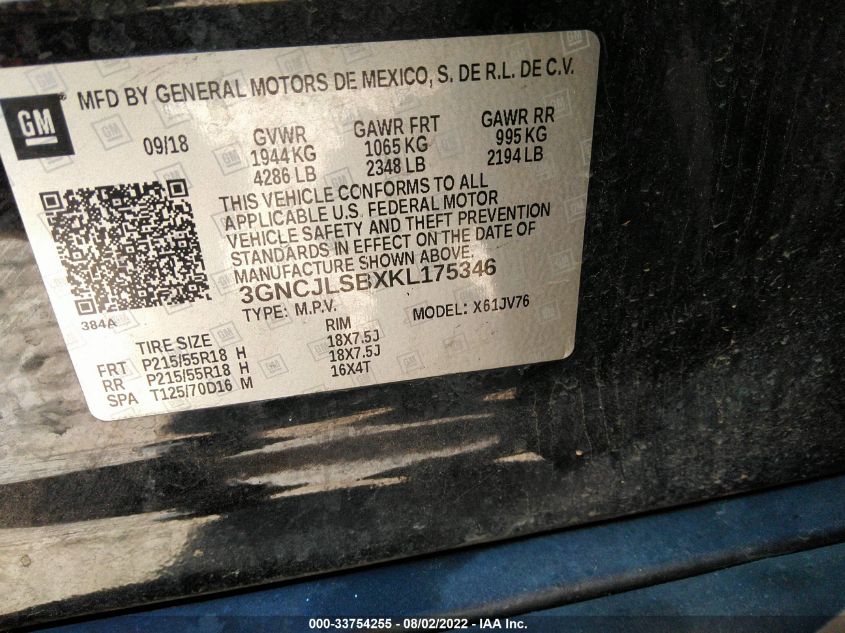 GM
MFD BY GENERAL MOTORS DE MEXICO, S. DE R.L. DE C.V.
09/18 GVWR GAWR FRT GAWR RR
1944 KG 1065 KG 995 KG
4286 LB 2348 LB 2194 LB
THIS VEHICLE CONFORMS TO ALL
APPLICABLE U.S. FEDERAL MOTOR
VEHICLE SAFETY AND THEFT PREVENTION
STANDARDS IN EFFECT ON THE DATE OF
MANUFACTURE SHOWN ABOVE.
3GNCJLSBXKL175346
384A TYPE: M.P.V. MODEL: X61JV76
TIRE SIZE RIM
FRT P215/55R18 H 18X7.5J
RR P215/55R18 H 18X7.5J
SPA T125/70D16 M 16X4T
000-33754255 - 08/02/2022 - IAA Inc.